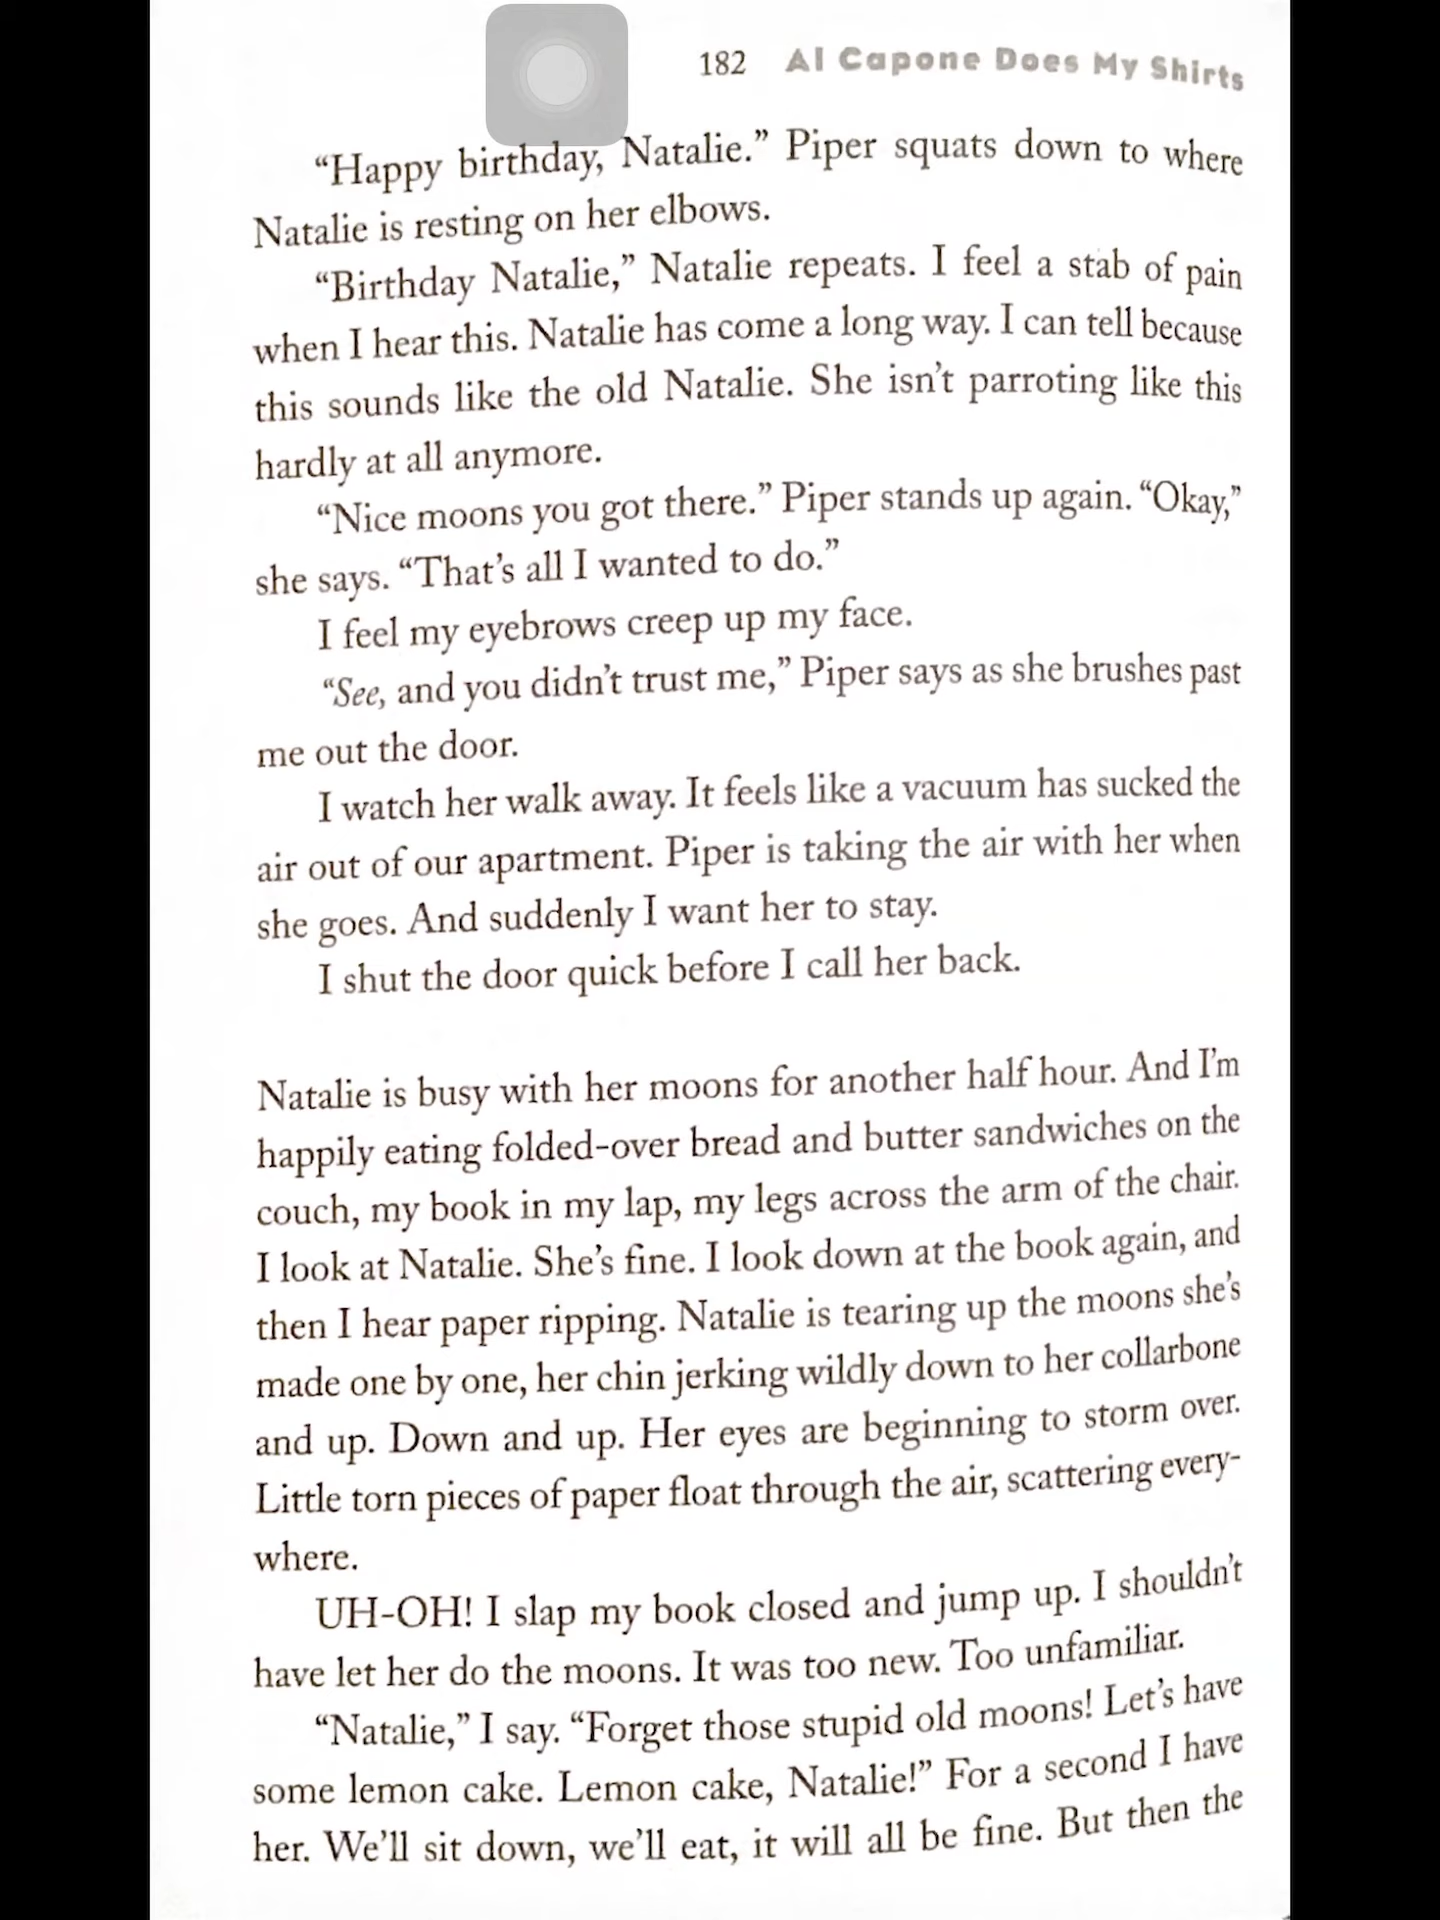 182 Al Capone Does My Shirts
“Happy birthday, Natalie.” Piper squats down to where
Natalie is resting on her elbows.
“Birthday Natalie,” Natalie repeats. I feel a stab of pain
when I hear this. Natalie has come a long way. I can tell because
this sounds like the old Natalie. She isn’t parroting like this
hardly at all anymore.
“Nice moons you got there.” Piper stands up again. “Okay,”
she says. “That’s all I wanted to do.”
I feel my eyebrows creep up my face.
“See, and you didn’t trust me,” Piper says as she brushes past
me out the door.
I watch her walk away. It feels like a vacuum has sucked the
air out of our apartment. Piper is taking the air with her when
she goes. And suddenly I want her to stay.
I shut the door quick before I call her back.
Natalie is busy with her moons for another half hour. And I’m
happily eating folded-over bread and butter sandwiches on the
couch, my book in my lap, my legs across the arm of the chair.
I look at Natalie. She’s fine. I look down at the book again, and
then I hear paper ripping. Natalie is tearing up the moons she’s
made one by one, her chin jerking wildly down to her collarbone
and up. Down and up. Her eyes are beginning to storm over.
Little torn pieces of paper float through the air, scattering every-
where.
UH-OH! I slap my book closed and jump up. I shouldn’t
have let her do the moons. It was too new. Too unfamiliar.
“Natalie,” I say. “Forget those stupid old moons! Let’s have
some lemon cake. Lemon cake, Natalie!” For a second I have
her. We’ll sit down, we’ll eat, it will all be fine. But then the